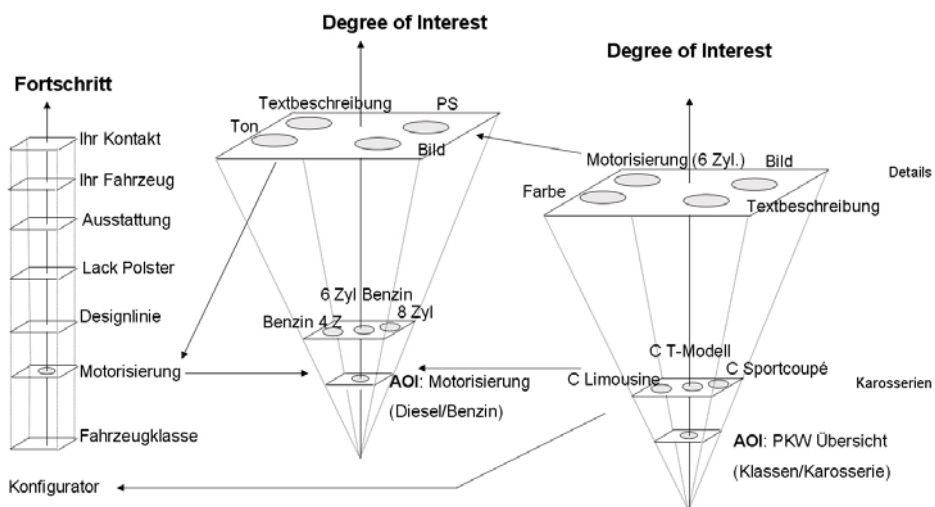 Degree of Interest
Degree of Interest
Fortschritt
Textbeschreibung
PS
Ton
Bild
Ihr Kontakt
Ihr Fahrzeug
Ausstattung
Lack Polster
Designlinie
Motorisierung
Fahrzeugklasse
Konfigurator
6 Zyl Benzin
Benzin 4 Z
8 Zyl
AOI: Motorisierung
(Diesel/Benzin)
Motorisierung (6 Zyl.)
Bild
Farbe
Textbeschreibung
Details
C T-Modell
C Limousine
C Sportcoupé
Karosserien
AOI: PKW Übersicht
(Klassen/Karosserie)